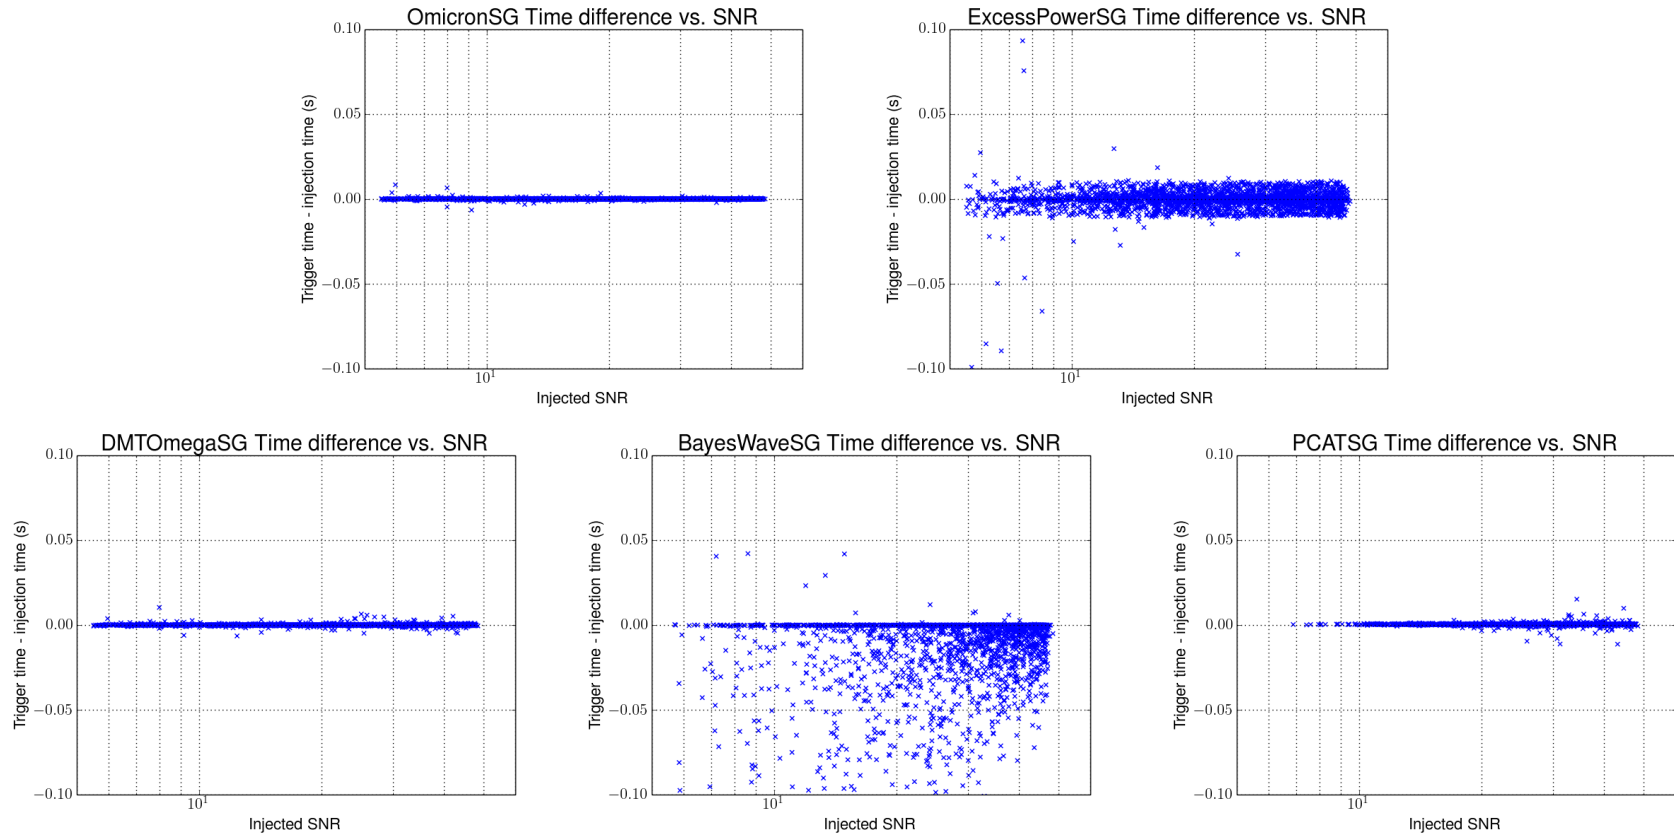 OmicronSG Time difference vs. SNR
Trigger time - injection time (s)
0.10
0.05
0.00
−0.05
−0.10
10¹
Injected SNR
ExcessPowerSG Time difference vs. SNR
Trigger time - injection time (s)
0.10
0.05
0.00
−0.05
−0.10
10¹
Injected SNR
DMTOmegaSG Time difference vs. SNR
Trigger time - injection time (s)
0.10
0.05
0.00
−0.05
−0.10
10¹
Injected SNR
BayesWaveSG Time difference vs. SNR
Trigger time - injection time (s)
0.10
0.05
0.00
−0.05
−0.10
10¹
Injected SNR
PCATSG Time difference vs. SNR
Trigger time - injection time (s)
0.10
0.05
0.00
−0.05
−0.10
10¹
Injected SNR